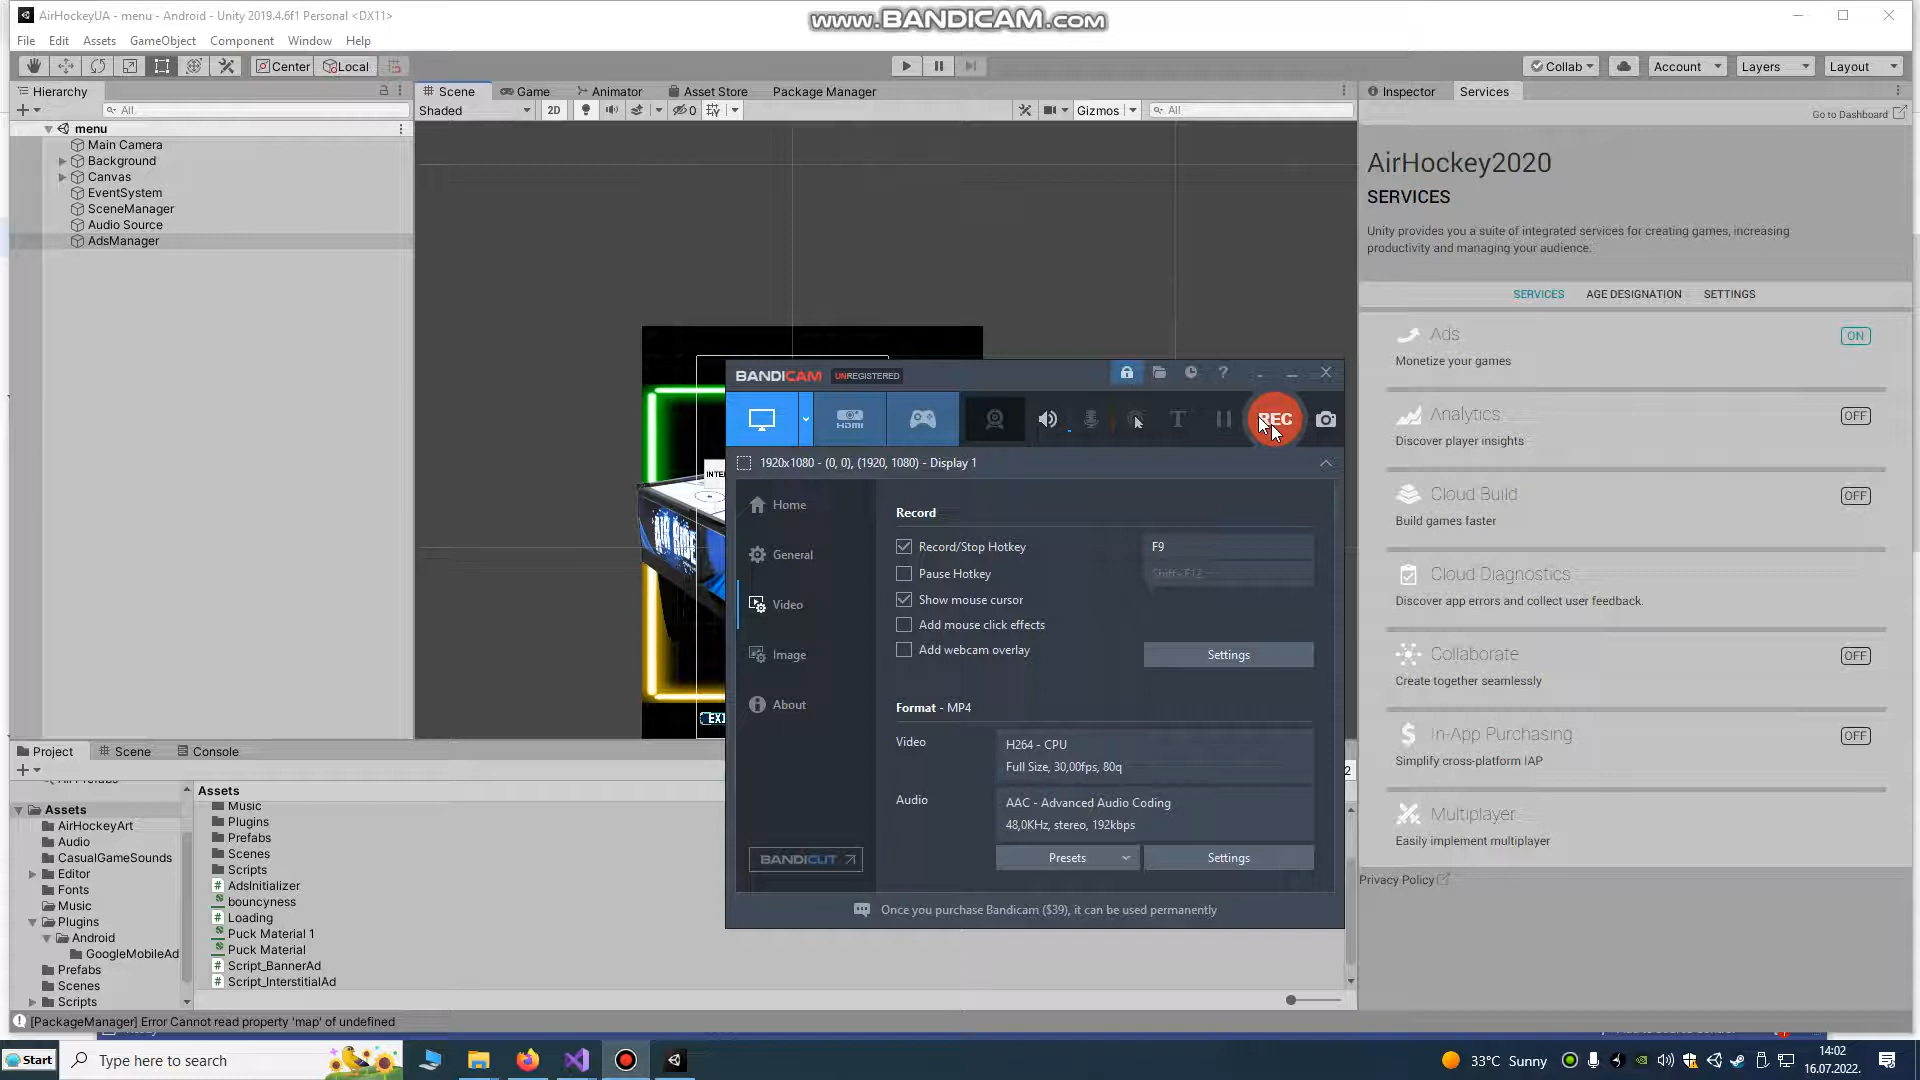 AirHockeyUA - menu - Android - Unity 2019.4.6f1 Personal <DX11>
www.BANDICAM.com
File Edit Assets GameObject Component Window Help
Center Local
Collab Account Layers Layout
Hierarchy
Scene Game Animator Asset Store Package Manager
Inspector Services
All
Shaded 2D 0 Gizmos All
Go to Dashboard
menu
Main Camera
Background
Canvas
EventSystem
SceneManager
Audio Source
AdsManager
AirHockey2020
SERVICES
Unity provides you a suite of integrated services for creating games, increasing
productivity and managing your audience.
SERVICES AGE DESIGNATION SETTINGS
Ads ON
Monetize your games
Analytics OFF
Discover player insights
Cloud Build OFF
Build games faster
Cloud Diagnostics
Discover app errors and collect user feedback.
Collaborate OFF
Create together seamlessly
In-App Purchasing OFF
Simplify cross-platform IAP
Multiplayer
Easily implement multiplayer
Privacy Policy
INTE
EXI
BANDICAM UNREGISTERED
HDMI
REC
1920x1080 - (0, 0), (1920, 1080) - Display 1
Home
General
Video
Image
About
BANDICUT
Record
Record/Stop Hotkey F9
Pause Hotkey Shift+F12
Show mouse cursor
Add mouse click effects
Add webcam overlay
Settings
Format - MP4
Video
H264 - CPU
Full Size, 30,00fps, 80q
Audio
AAC - Advanced Audio Coding
48,0KHz, stereo, 192kbps
Presets Settings
Once you purchase Bandicam ($39), it can be used permanently
Project Scene Console
Assets
AirHockeyArt
Audio
CasualGameSounds
Editor
Fonts
Music
Plugins
Android
GoogleMobileAd
Prefabs
Scenes
Scripts
Assets
Music
Plugins
Prefabs
Scenes
Scripts
AdsInitializer
bouncyness
Loading
Puck Material 1
Puck Material
Script_BannerAd
Script_InterstitialAd
[PackageManager] Error Cannot read property 'map' of undefined
Start
Type here to search
33°C Sunny
14:02
16.07.2022.